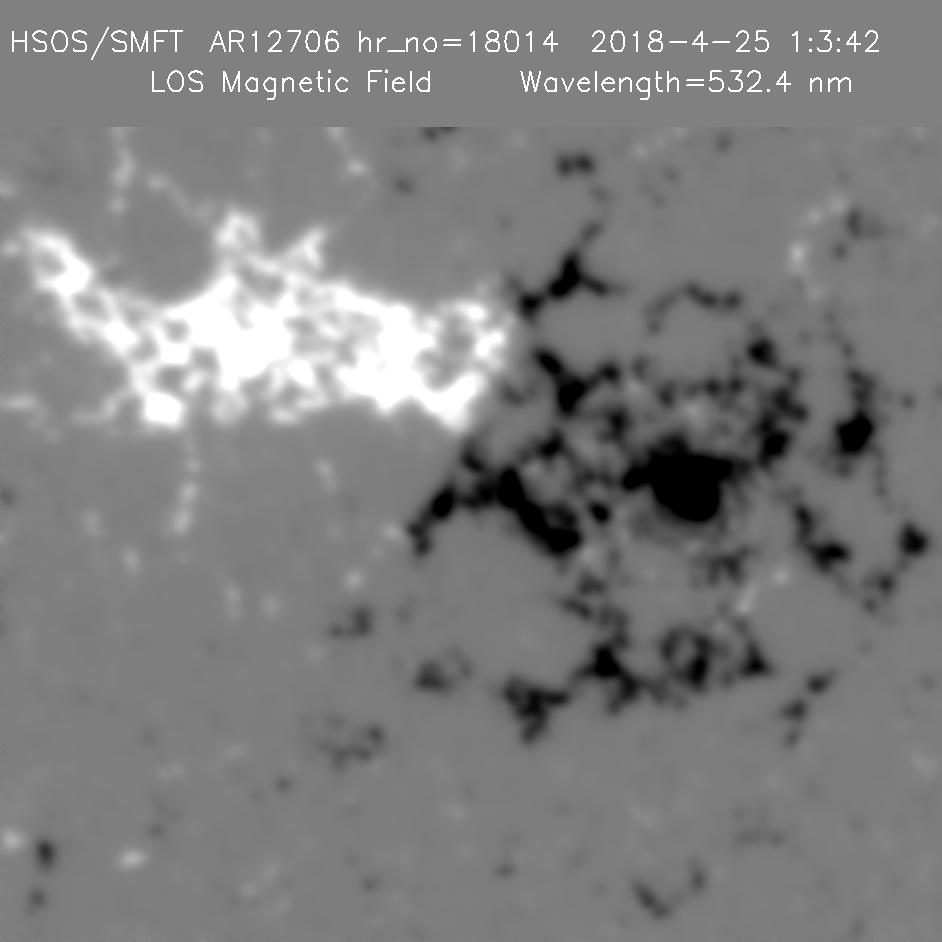 HSOS/SMFT AR12706 hr_no=18014 2018-4-25 1:3:42
LOS Magnetic Field Wavelength=532.4 nm